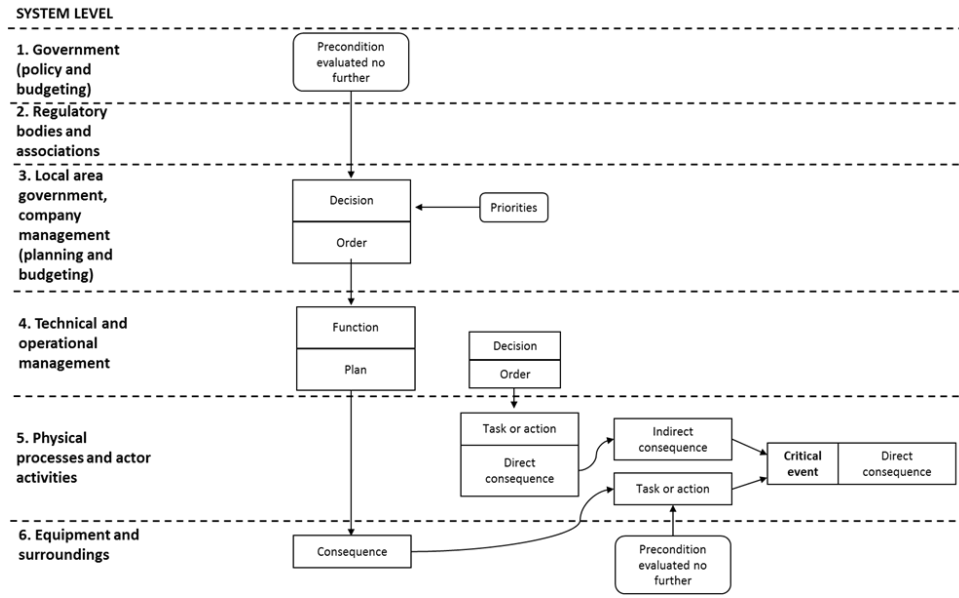 SYSTEM LEVEL
1. Government
(policy and
budgeting)
Precondition
evaluated no
further
2. Regulatory
bodies and
associations
3. Local area
government,
company
management
(planning and
budgeting)
Decision
Order
Priorities
4. Technical and
operational
management
Function
Plan
Decision
Order
5. Physical
processes and actor
activities
Task or action
Direct
consequence
Indirect
consequence
Task or action
Critical
event
Direct
consequence
6. Equipment and
surroundings
Consequence
Precondition
evaluated no
further